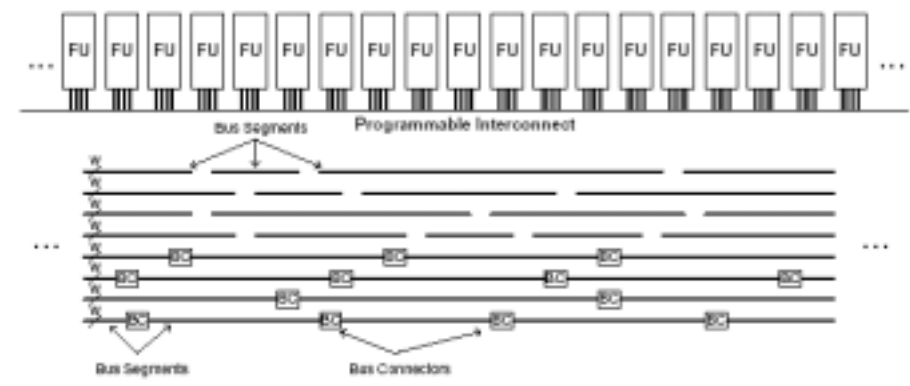 ... FU FU FU FU FU FU FU FU FU FU FU FU FU FU FU FU FU FU FU ...
Bus Segments Programmable Interconnect
... ...
BC BC BC
BC BC BC BC
BC BC
BC BC BC BC
Bus Segments Bus Connectors